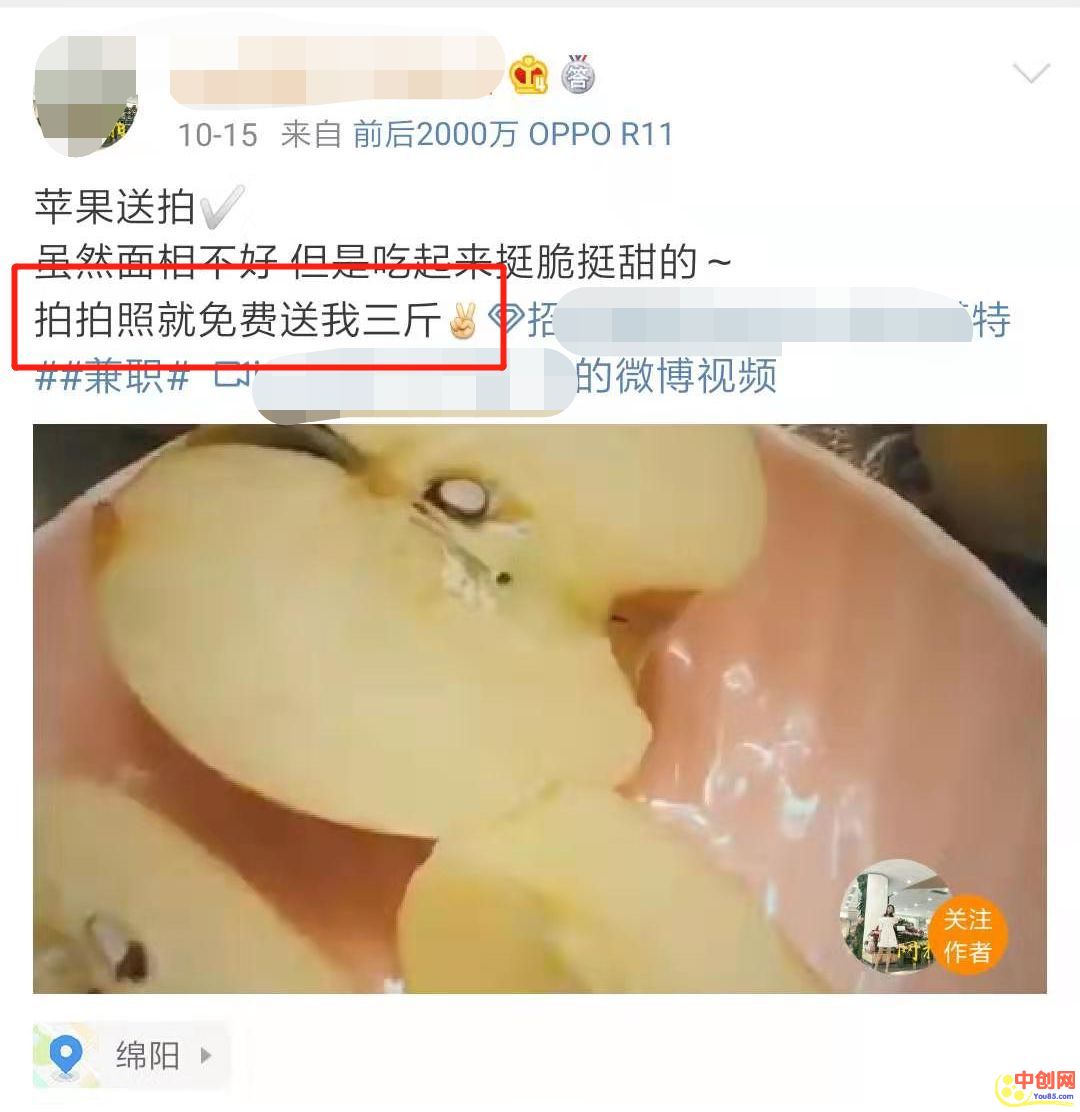 10-15 来自 前后2000万 OPPO R11
苹果送拍
虽然面相不好 但是吃起来挺脆挺甜的～
拍拍照就免费送我三斤✌ 招 特
##兼职# 的微博视频
关注
作者
绵阳
中创网
You85.com